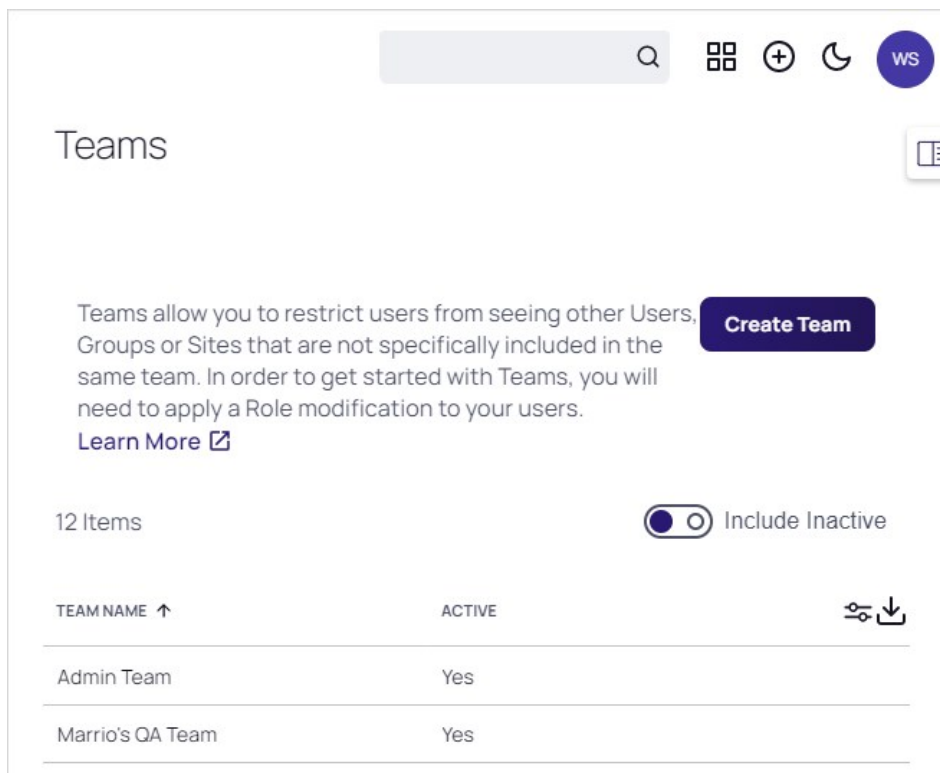 WS
Teams
Teams allow you to restrict users from seeing other Users,
Groups or Sites that are not specifically included in the
same team. In order to get started with Teams, you will
need to apply a Role modification to your users.
Learn More
Create Team
12 Items
Include Inactive
TEAM NAME ACTIVE
Admin Team Yes
Marrio's QA Team Yes